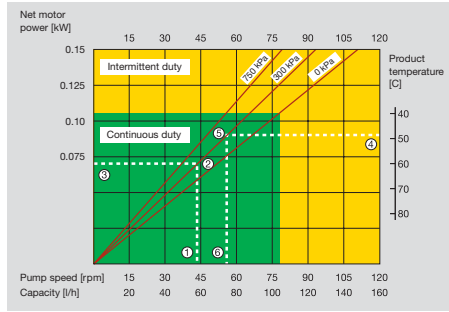 Net motor
power [kW]
15 30 45 60 75 90 105 120
0.15
Product
temperature
[C]
Intermittent duty
750 kPa
300 kPa
0 kPa
0.125
40
0.10
Continuous duty
5
4
50
0.075
2
60
3
70
80
1
6
Pump speed [rpm] 15 30 45 60 75 90 105 120
Capacity [l/h] 20 40 60 80 100 120 140 160